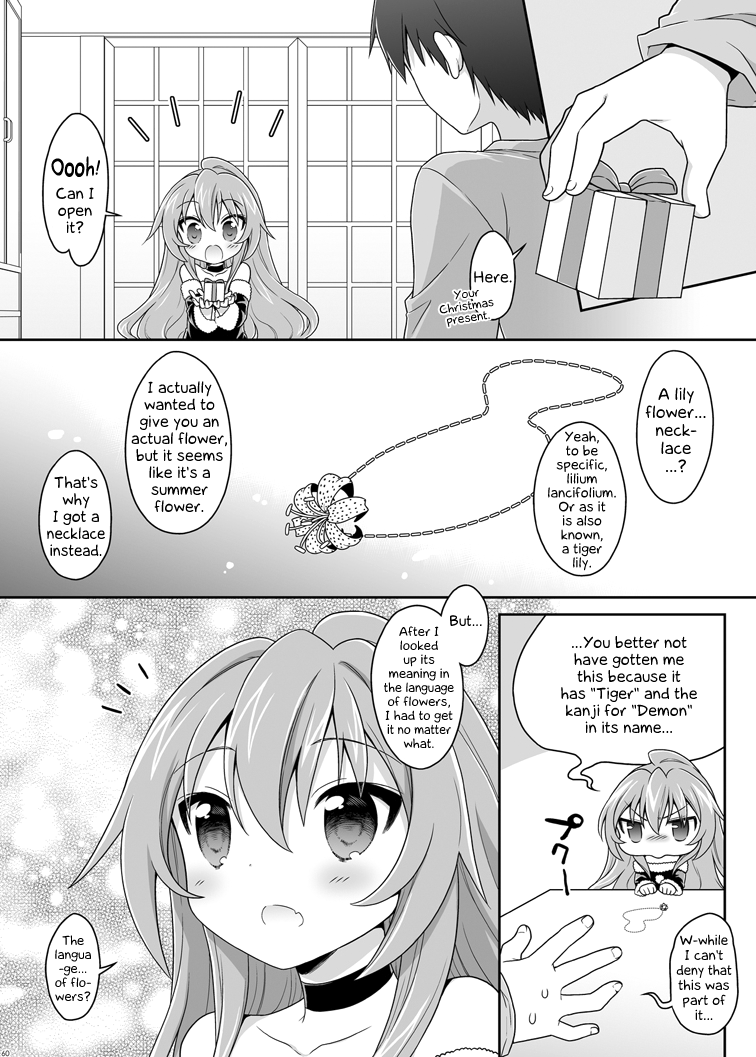 Here.
Your
Christmas
present.
Oooh!
Can I
open
it?
A lily
flower...
neck-
lace
...?
Yeah,
to be
specific,
lilium
lancifolium.
Or as it
is also
known,
a tiger
lily.
I actually
wanted to
give you an
actual flower,
but it seems
like it's a
summer
flower.
That's
why
I got a
necklace
instead.
...You better not
have gotten me
this because it
has "Tiger" and the
kanji for "Demon"
in its name...
プクー
W-while
I can't
deny that
this was
part of
it...
But...
After I
looked
up its
meaning in
the language
of flowers,
I had to get
it no matter
what.
The
langua
-ge...
of flo-
wers?
60